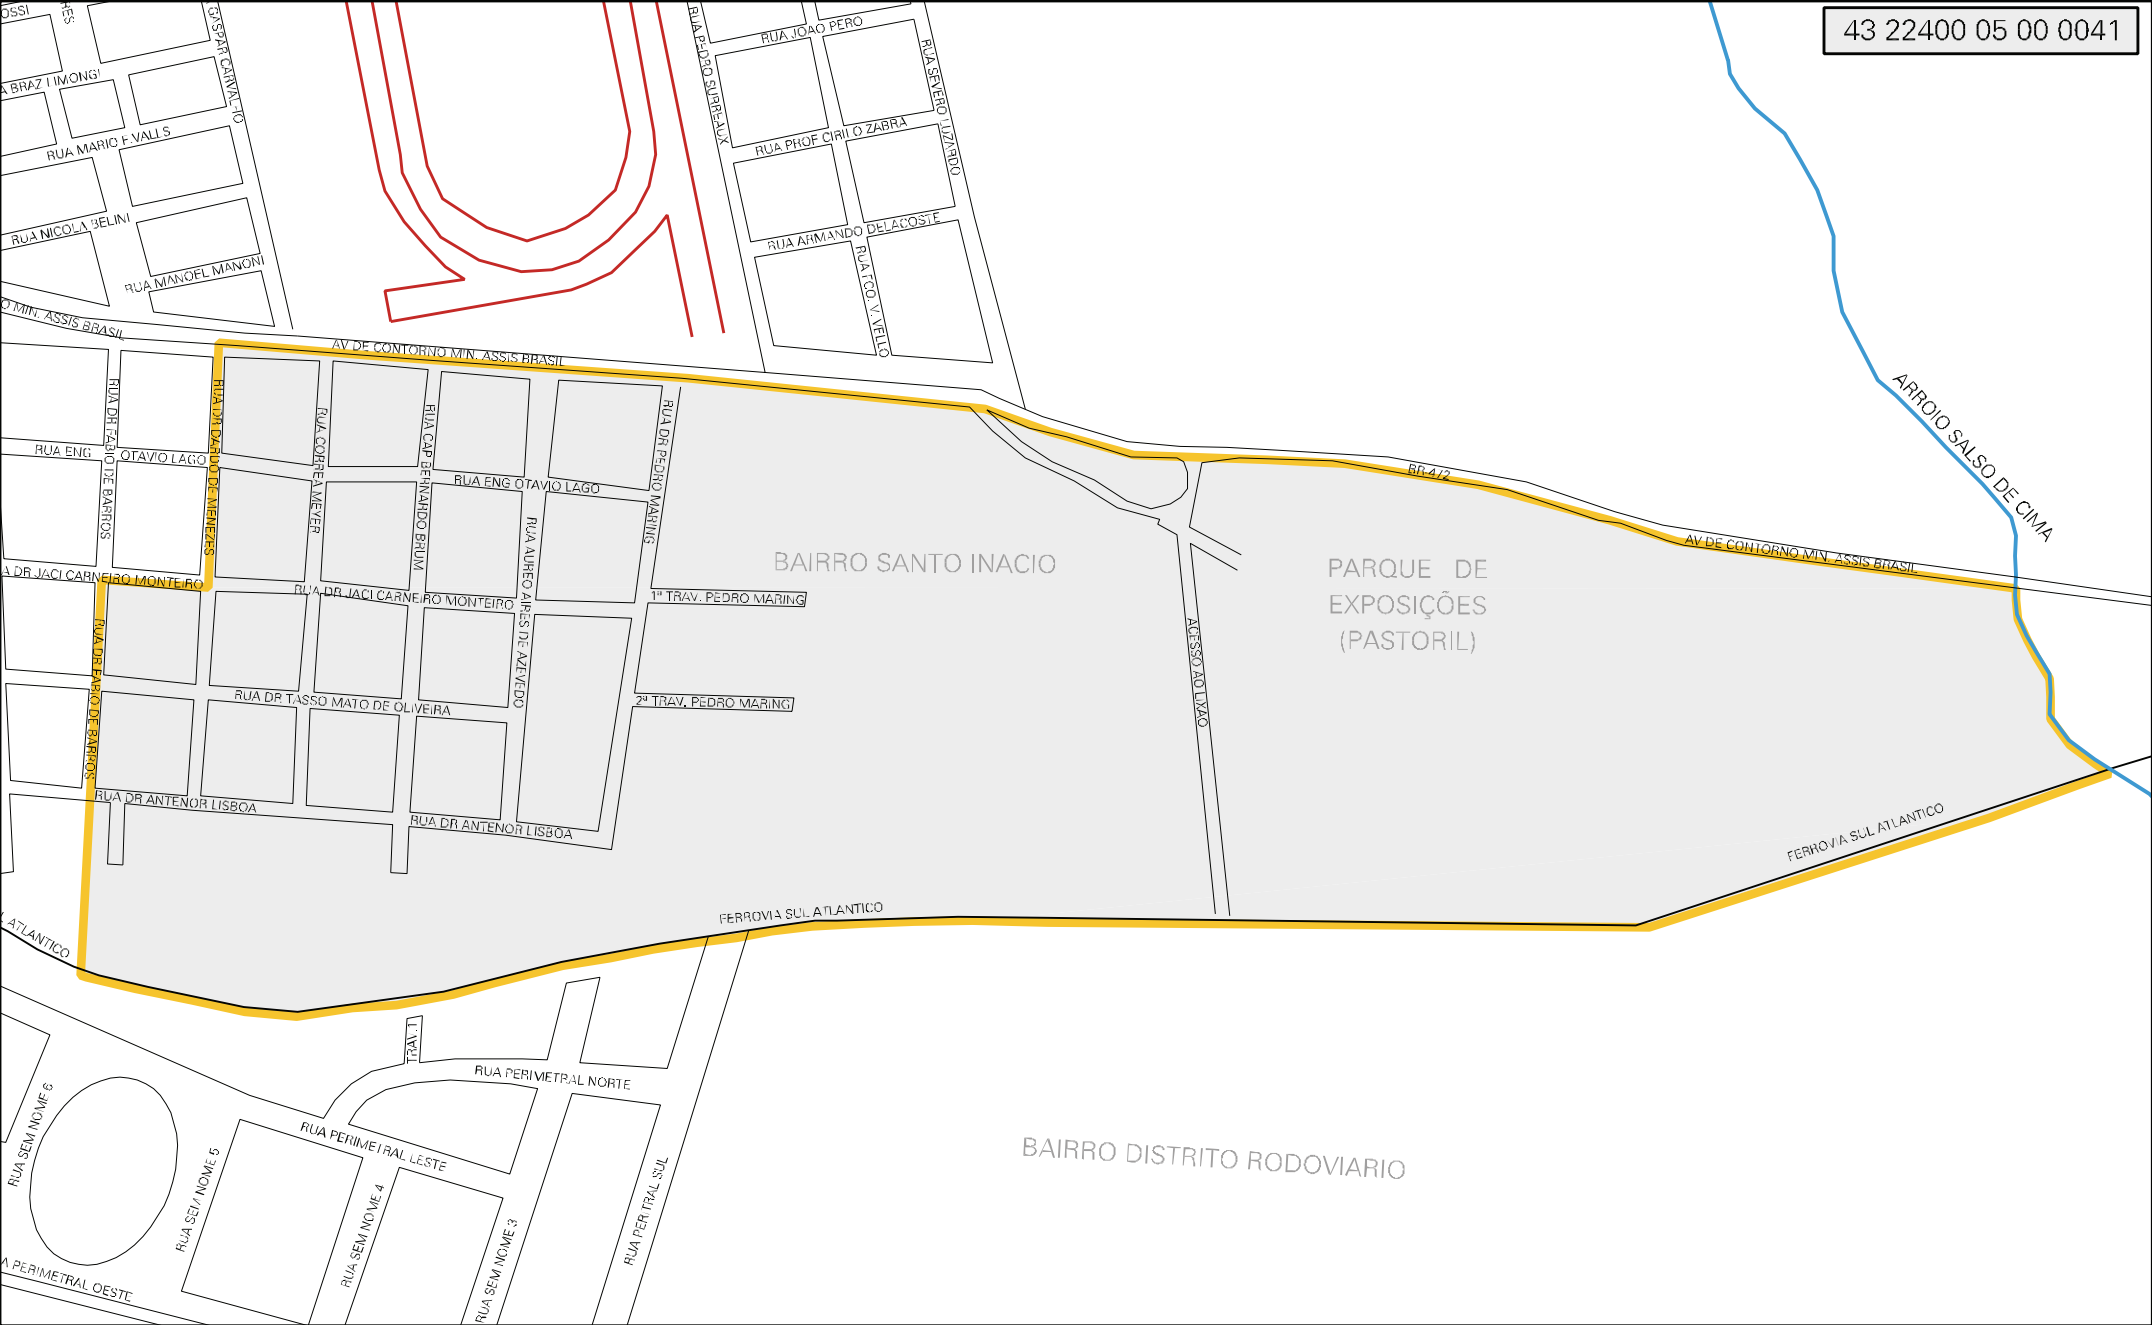 43 22400 05 00 0041
OSSI
GASPAR CARVALHO
RUA PEDRO SURREAUX
RUA JOAO PERO
RUA SEVERO LUZARDO
A BRAZ LIMONGI
RUA MARIO F.VALLS
RUA PROF CIRILO ZABRA
RUA NICOLA BELINI
RUA ARMANDO DELACOSTE
RUA MANOEL MANONI
RUA FCO. V. VELLO
O MIN. ASSIS BRASIL
AV DE CONTORNO MIN. ASSIS BRASIL
ARROIO SALSO DE CIMA
RUA DR FABIO DE BARROS
RUA DR DARDO DE MENEZES
RUA CORREA MEYER
RUA CAP BERNARDO BRUM
RUA DR PEDRO MARING
RUA ENG
OTAVIO LAGO
RUA ENG OTAVIO LAGO
BR-472
RUA AUREO AIRES DE AZEVEDO
AV DE CONTORNO MIN. ASSIS BRASIL
BAIRRO SANTO INACIO
PARQUE DE
EXPOSIÇÕES
(PASTORIL)
A DR JACI CARNEIRO MONTEIRO
RUA DR JACI CARNEIRO MONTEIRO
1ª TRAV. PEDRO MARING
RUA DR FABIO DE BARROS
ACESSO AO LIXAO
RUA DR TASSO MATO DE OLIVEIRA
2ª TRAV. PEDRO MARING
RUA DR ANTENOR LISBOA
RUA DR ANTENOR LISBOA
FERROVIA SUL ATLANTICO
FERROVIA SUL ATLANTICO
L ATLANTICO
TRAV.1
RUA PERIMETRAL NORTE
RUA SEM NOME 6
RUA PERIMETRAL LESTE
RUA SEM NOME 5
RUA SEM NOME 4
RUA SEM NOME 3
RUA PERITRAL SUL
BAIRRO DISTRITO RODOVIARIO
A PERIMETRAL OESTE